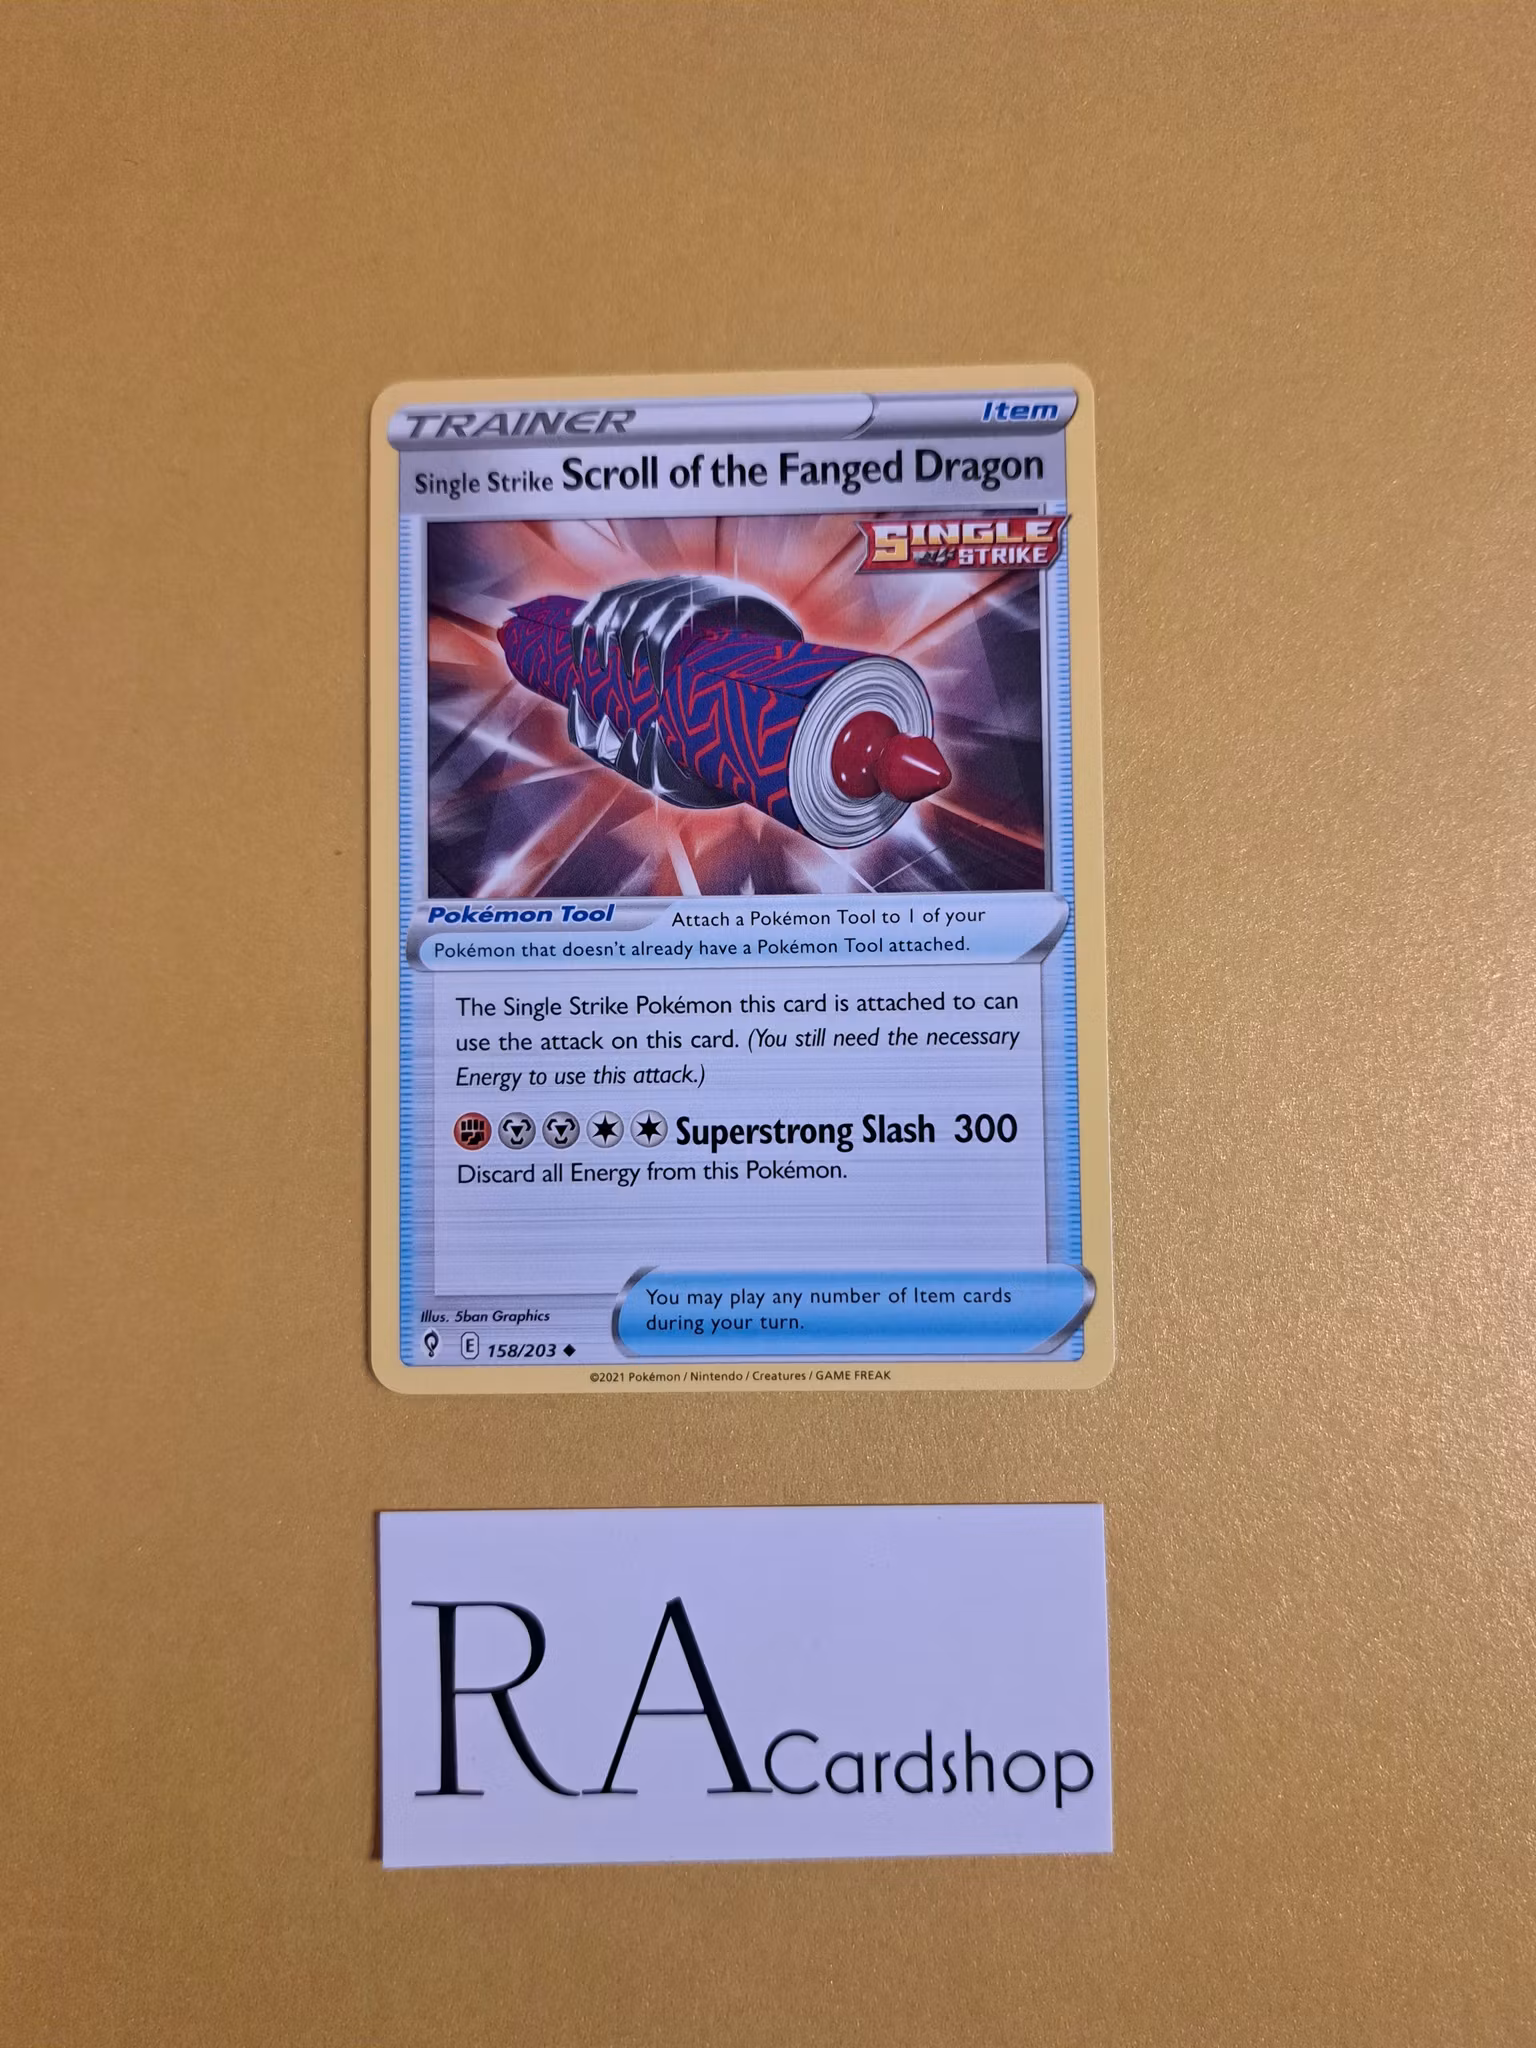 TRAINER Item
Single Strike Scroll of the Fanged Dragon
SINGLE
STRIKE
Pokémon Tool Attach a Pokémon Tool to 1 of your
Pokémon that doesn't already have a Pokémon Tool attached.
The Single Strike Pokémon this card is attached to can
use the attack on this card. (You still need the necessary
Energy to use this attack.)
Superstrong Slash 300
Discard all Energy from this Pokémon.
You may play any number of Item cards
during your turn.
Illus. 5ban Graphics
E 158/203
©2021 Pokémon / Nintendo / Creatures / GAME FREAK
RA Cardshop